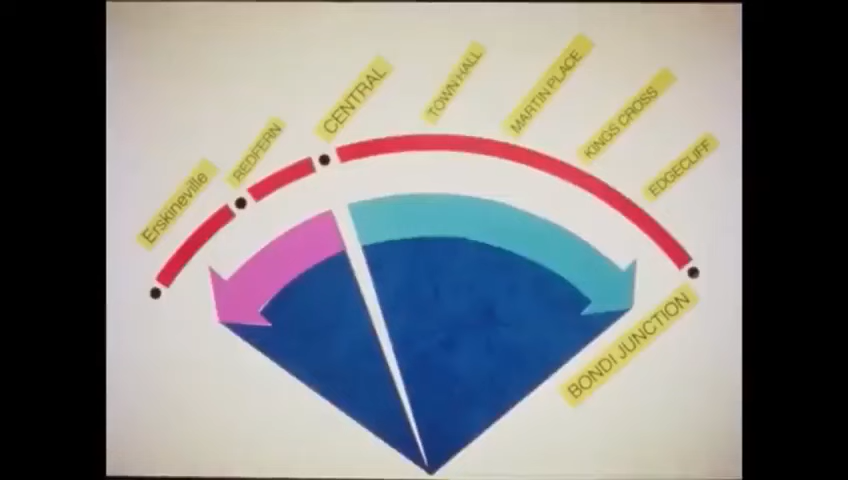 Erskineville
REDFERN
CENTRAL
TOWN HALL
MARTIN PLACE
KINGS CROSS
EDGECLIFF
BONDI JUNCTION